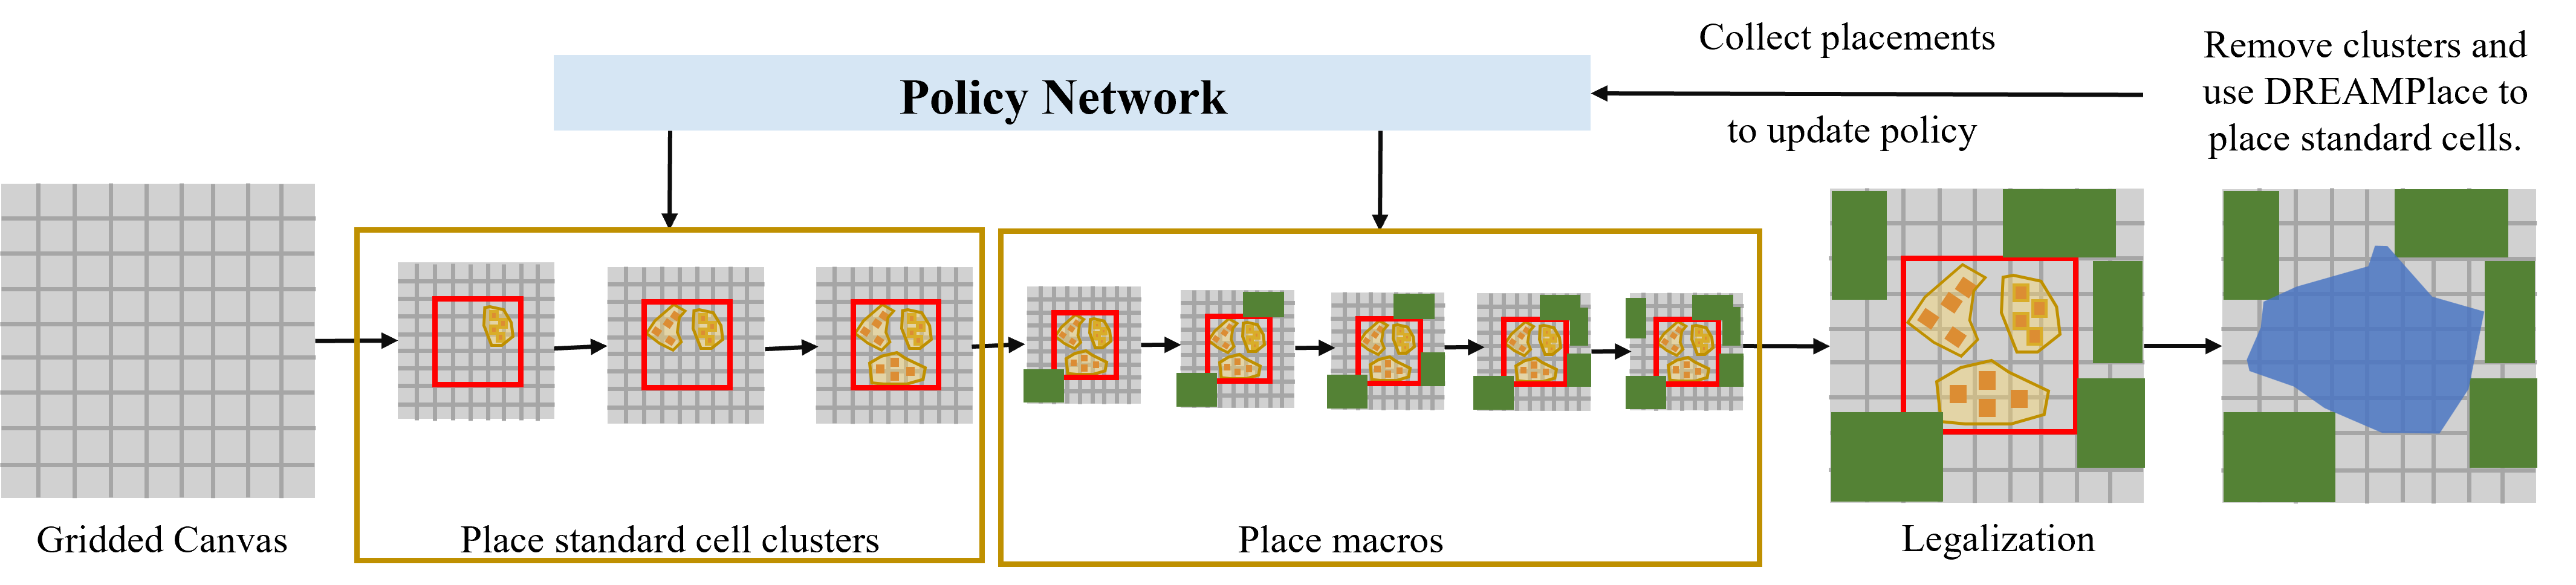 Policy Network
Collect placements
to update policy
Remove clusters and
use DREAMPlace to
place standard cells.
Gridded Canvas
Place standard cell clusters
Place macros
Legalization